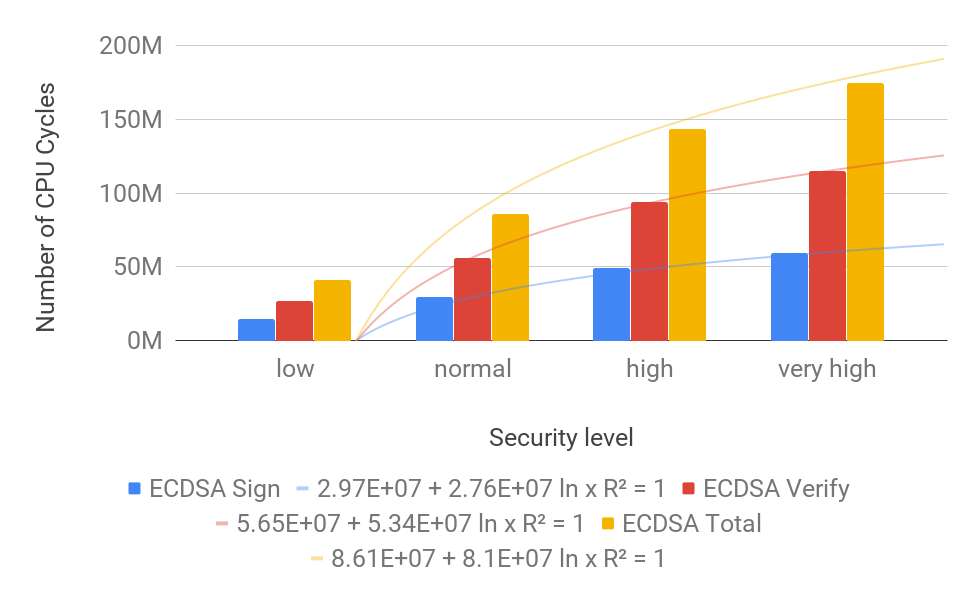 200M
150M
100M
50M
0M
Number of CPU Cycles
low normal high very high
Security level
ECDSA Sign 2.97E+07 + 2.76E+07 ln x R² = 1 ECDSA Verify
5.65E+07 + 5.34E+07 ln x R² = 1 ECDSA Total
8.61E+07 + 8.1E+07 ln x R² = 1